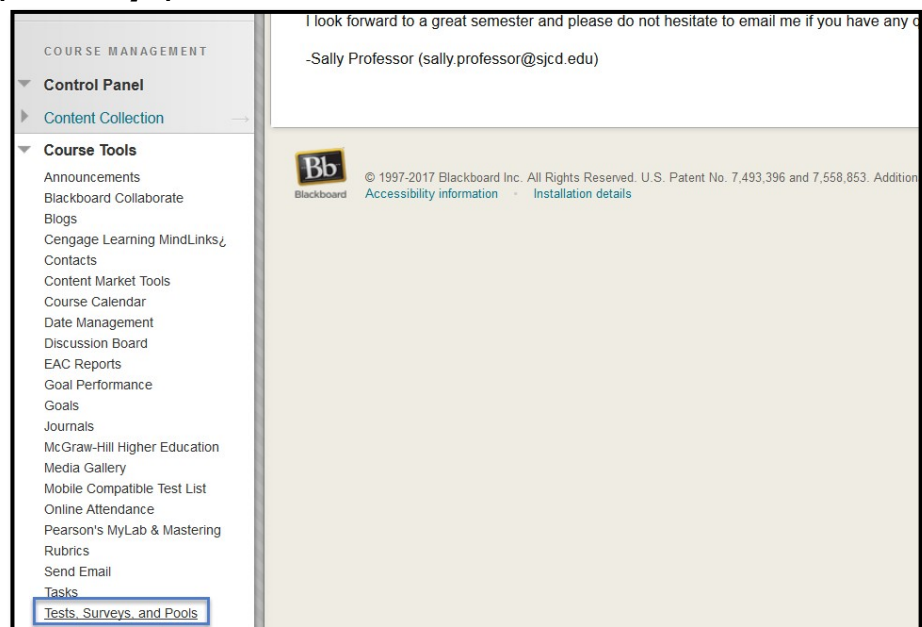 COURSE MANAGEMENT
Control Panel
Content Collection
Course Tools
Announcements
Blackboard Collaborate
Blogs
Cengage Learning MindLinks¿
Contacts
Content Market Tools
Course Calendar
Date Management
Discussion Board
EAC Reports
Goal Performance
Goals
Journals
McGraw-Hill Higher Education
Media Gallery
Mobile Compatible Test List
Online Attendance
Pearson's MyLab & Mastering
Rubrics
Send Email
Tasks
Tests, Surveys, and Pools
I look forward to a great semester and please do not hesitate to email me if you have any
-Sally Professor (sally.professor@sjcd.edu)
Bb
Blackboard
© 1997-2017 Blackboard Inc. All Rights Reserved. U.S. Patent No. 7,493,396 and 7,558,853. Addition
Accessibility information · Installation details